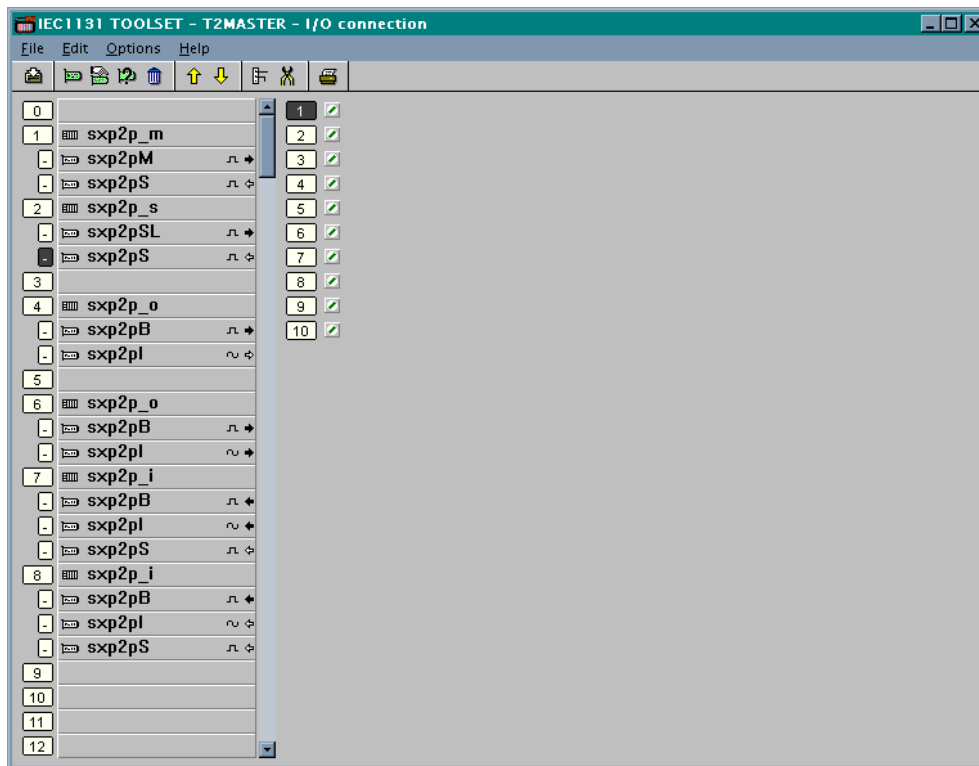 IEC1131 TOOLSET - T2MASTER - I/O connection
File Edit Options Help
0
1 sxp2p_m
- sxp2pM
- sxp2pS
2 sxp2p_s
- sxp2pSL
- sxp2pS
3
4 sxp2p_o
- sxp2pB
- sxp2pI
5
6 sxp2p_o
- sxp2pB
- sxp2pI
7 sxp2p_i
- sxp2pB
- sxp2pI
- sxp2pS
8 sxp2p_i
- sxp2pB
- sxp2pI
- sxp2pS
9
10
11
12
1
2
3
4
5
6
7
8
9
10